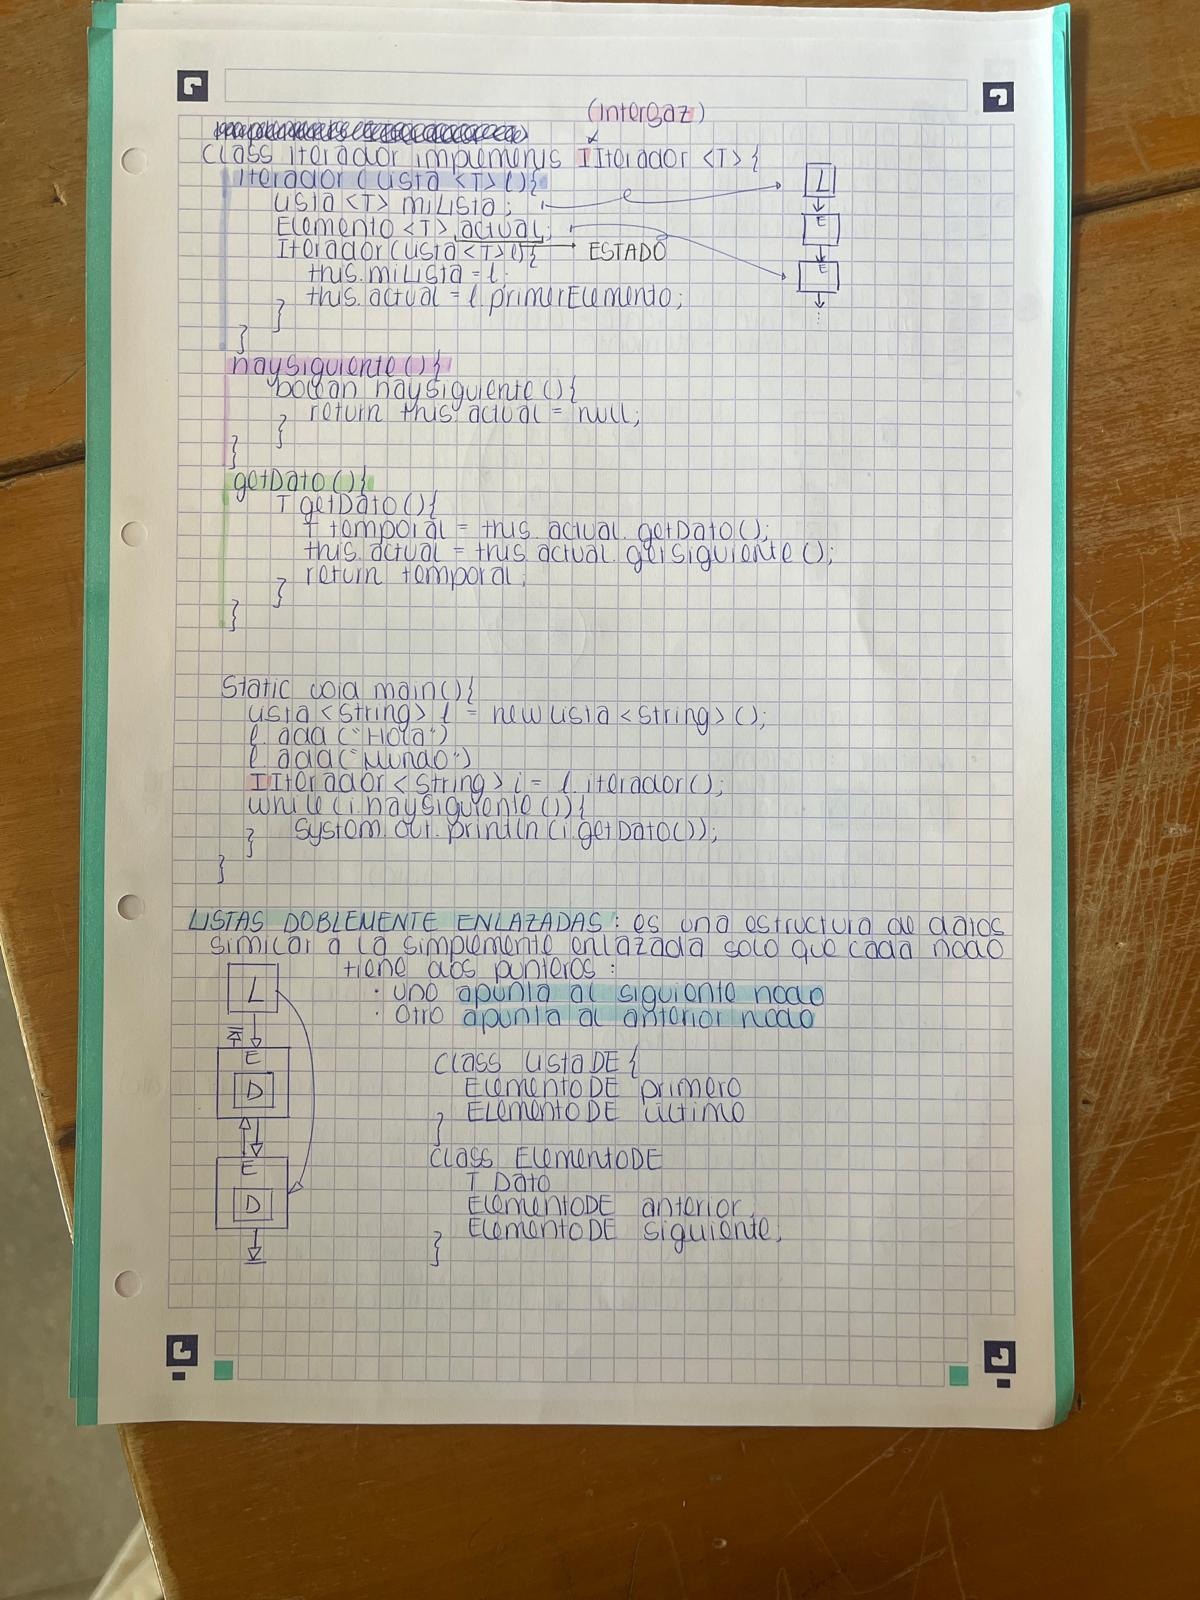 (Intergaz)
Class iterador implements IIterador <T> {
iterador (Lista <T> l){
Lista <T> miLista;
Elemento <T> actual;
Iterador (Lista <T> l){ ESTADO
this.miLista = l;
this.actual = l.primerElemento;
}
}
haySiguiente () {
bolean haySiguiente () {
return this.actual = null;
}
}
getDato () {
T getDato () {
T temporal = this.actual.getDato();
this.actual = this.actual.getSiguiente ();
return temporal;
}
}
L
E
E
Static void main() {
Lista <String> l = new Lista <String> ();
l.add ("Hola")
l.add ("Mundo")
IIterador <String> i = l.iterador();
while (i.haySiguiente ()) {
System.out.println (i.getDato());
}
}
LISTAS DOBLEMENTE ENLAZADAS : es una estructura de datos
similar a la simplemente enlazada solo que cada nodo
tiene dos punteros :
· uno apunta al siguiente nodo
· otro apunta al anterior nodo
L
E
D
E
D
Class ListaDE {
ElementoDE primero
ElementoDE último
}
Class ElementoDE
T Dato
ElementoDE anterior,
ElementoDE siguiente,
}